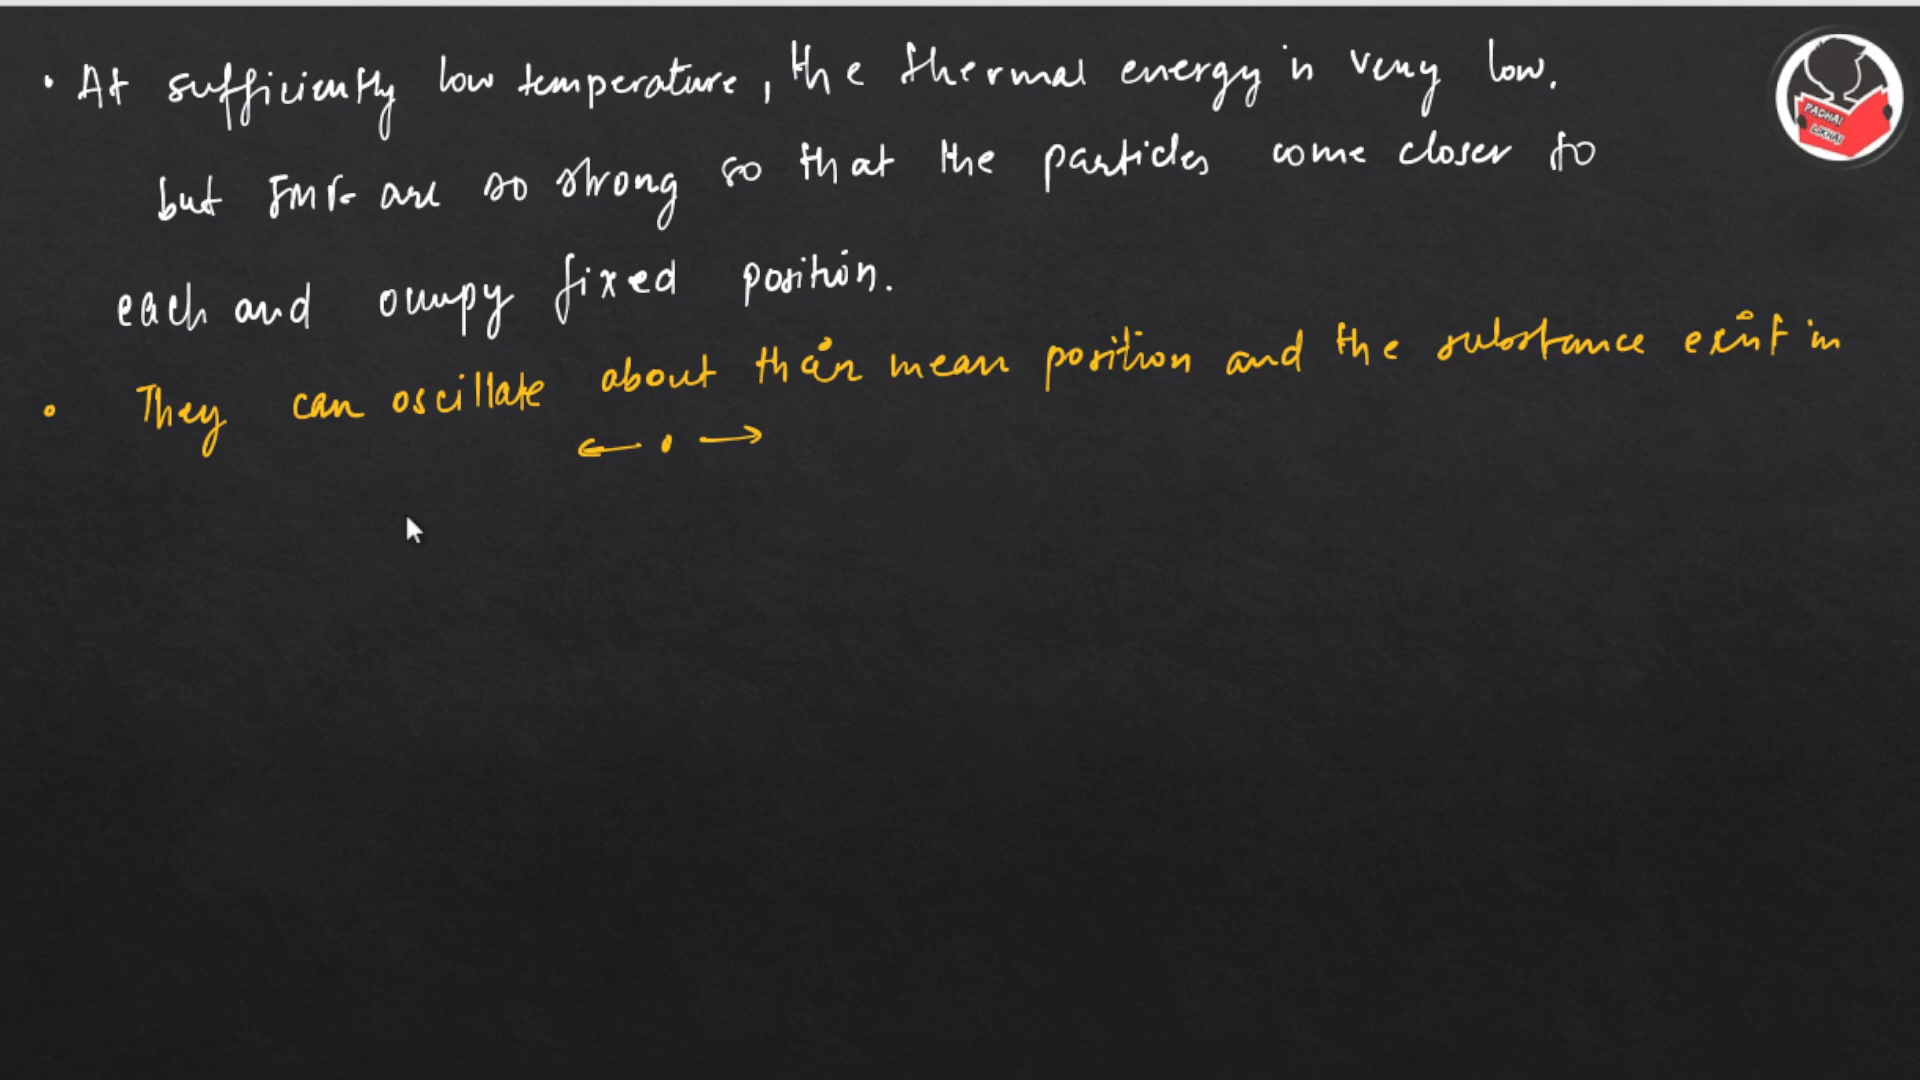 • At sufficiently low temperature, the thermal energy is very low.
but IMF are so strong so that the particles come closer to
each and occupy fixed position.
• They can oscillate about their mean position and the substance exist in
PADHAI
LIKHAI